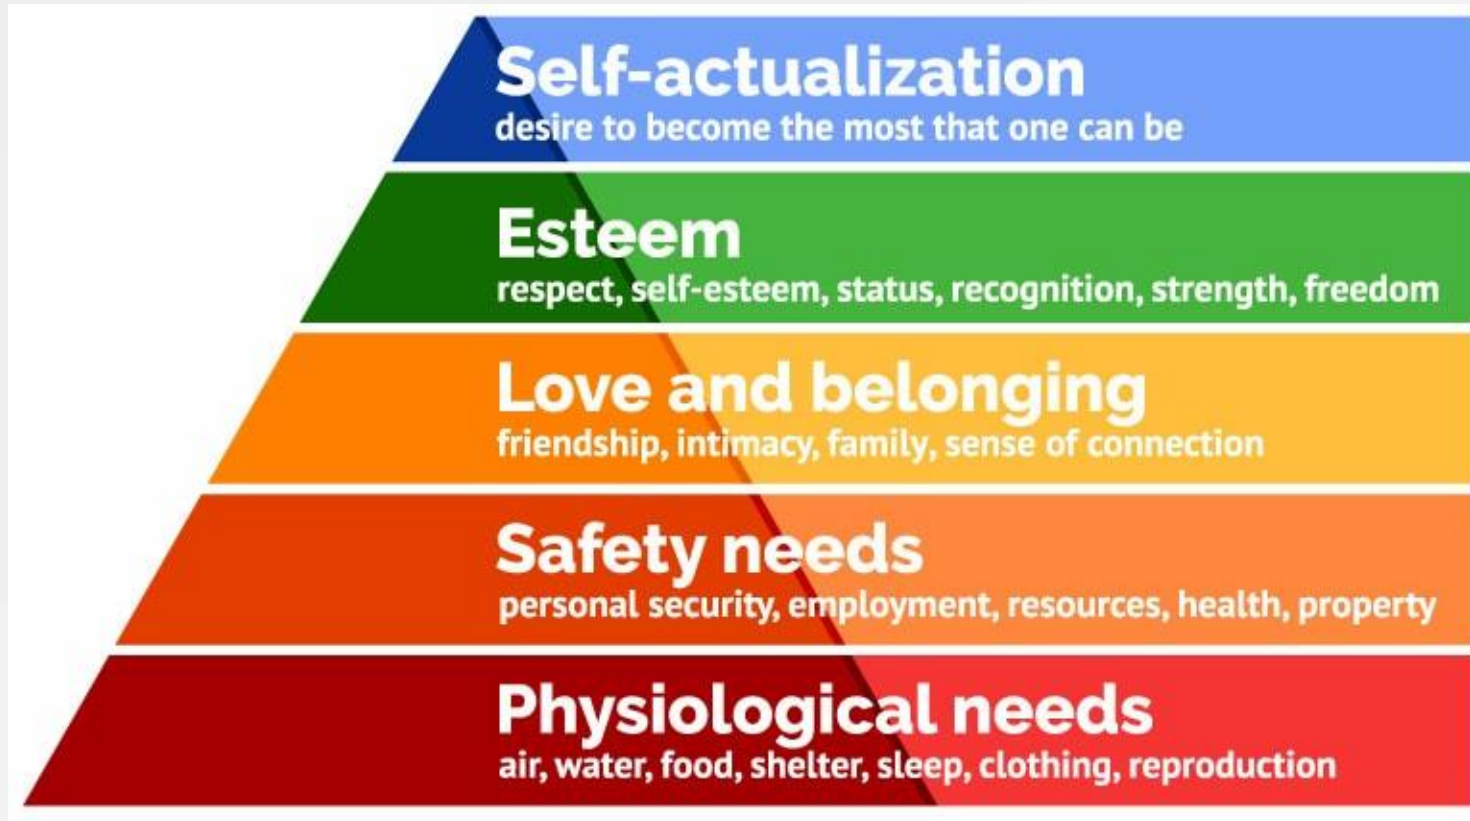 Self-actualization
desire to become the most that one can be
Esteem
respect, self-esteem, status, recognition, strength, freedom
Love and belonging
friendship, intimacy, family, sense of connection
Safety needs
personal security, employment, resources, health, property
Physiological needs
air, water, food, shelter, sleep, clothing, reproduction